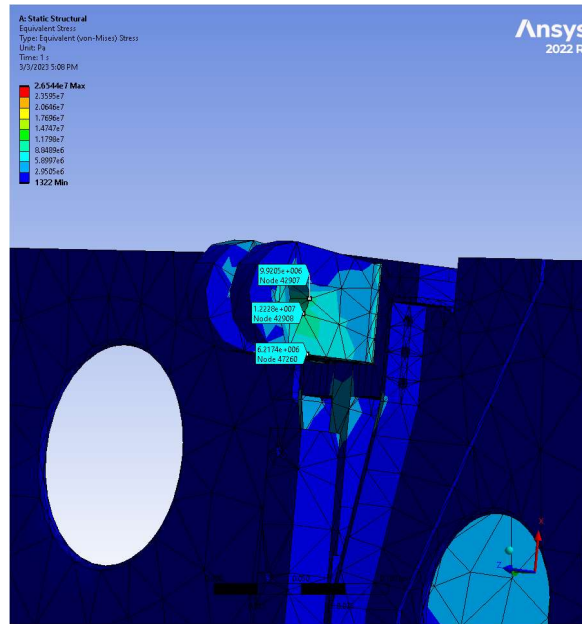 A: Static Structural
Equivalent Stress
Type: Equivalent (von-Mises) Stress
Unit: Pa
Time: 1 s
3/3/2023 5:08 PM
Ansys
2022 R
2.6544e7 Max
2.3595e7
2.0646e7
1.7696e7
1.4747e7
1.1798e7
8.8489e6
5.8997e6
2.9505e6
1322 Min
9.9205e+006
Node 42907
1.2228e+007
Node 42908
6.2174e+006
Node 47260
X
Z